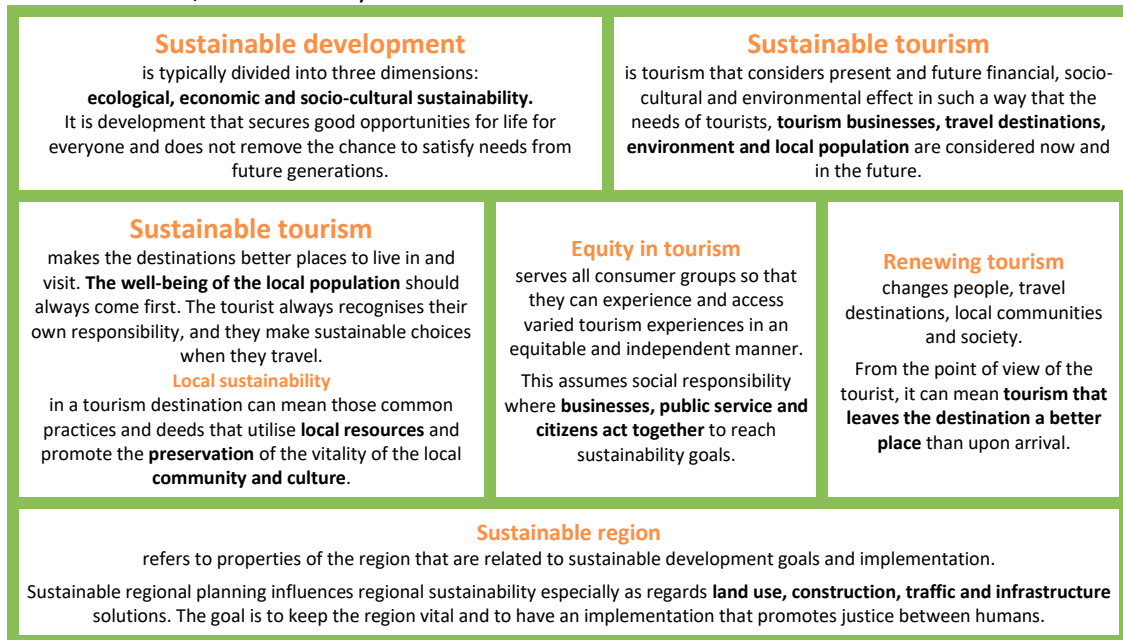 Sustainable development
is typically divided into three dimensions:
ecological, economic and socio-cultural sustainability.
It is development that secures good opportunities for life for
everyone and does not remove the chance to satisfy needs from
future generations.
Sustainable tourism
is tourism that considers present and future financial, socio-
cultural and environmental effect in such a way that the
needs of tourists, tourism businesses, travel destinations,
environment and local population are considered now and
in the future.
Sustainable tourism
makes the destinations better places to live in and
visit. The well-being of the local population should
always come first. The tourist always recognises their
own responsibility, and they make sustainable choices
when they travel.
Local sustainability
in a tourism destination can mean those common
practices and deeds that utilise local resources and
promote the preservation of the vitality of the local
community and culture.
Equity in tourism
serves all consumer groups so that
they can experience and access
varied tourism experiences in an
equitable and independent manner.
This assumes social responsibility
where businesses, public service and
citizens act together to reach
sustainability goals.
Renewing tourism
changes people, travel
destinations, local communities
and society.
From the point of view of the
tourist, it can mean tourism that
leaves the destination a better
place than upon arrival.
Sustainable region
refers to properties of the region that are related to sustainable development goals and implementation.
Sustainable regional planning influences regional sustainability especially as regards land use, construction, traffic and infrastructure
solutions. The goal is to keep the region vital and to have an implementation that promotes justice between humans.